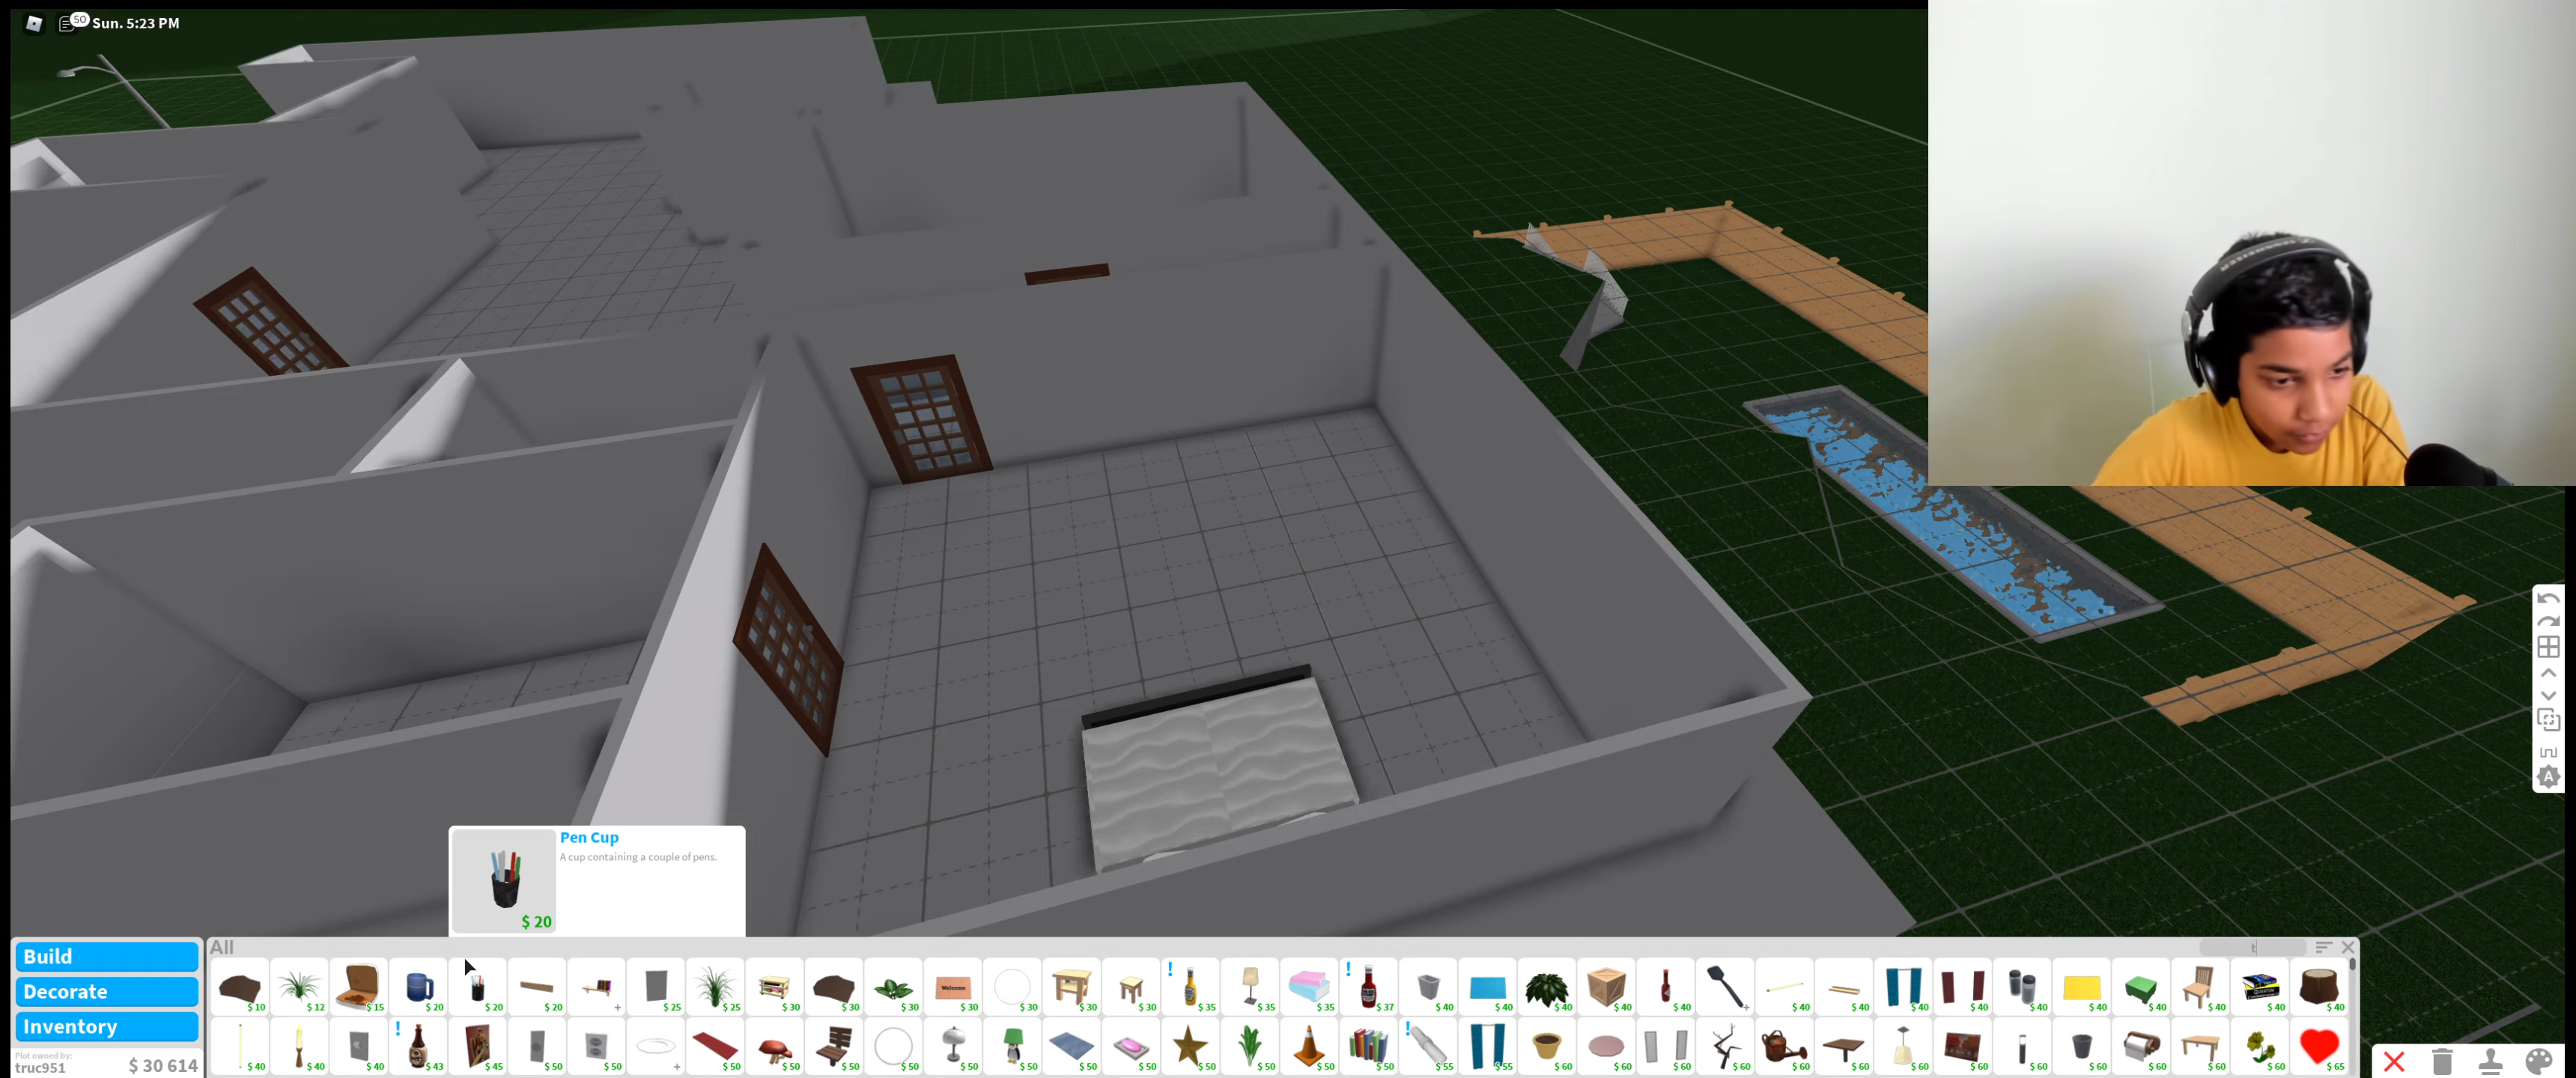 50
Sun. 5:23 PM
Pen Cup
A cup containing a couple of pens.
$ 20
Build
Decorate
Inventory
Plot owned by:
truc951
$ 30 614
All
t
$ 10 $ 12 $ 15 $ 20 $ 20 $ 20 + $ 25 $ 25 $ 30 $ 30 $ 30 $ 30 $ 30 $ 30 $ 30 ! $ 35 $ 35 $ 35 ! $ 37 $ 40 $ 40 $ 40 $ 40 $ 40 + $ 40 $ 40 $ 40 $ 40 $ 40 $ 40 $ 40 $ 40 $ 40 $ 40
Welcome
$ 40 $ 40 $ 40 ! $ 43 $ 45 $ 50 $ 50 + $ 50 $ 50 $ 50 $ 50 $ 50 $ 50 $ 50 $ 50 $ 50 $ 50 $ 50 $ 50 ! $ 55 $ 55 $ 60 $ 60 $ 60 $ 60 $ 60 $ 60 $ 60 $ 60 $ 60 $ 60 $ 60 $ 60 $ 60 $ 65
A